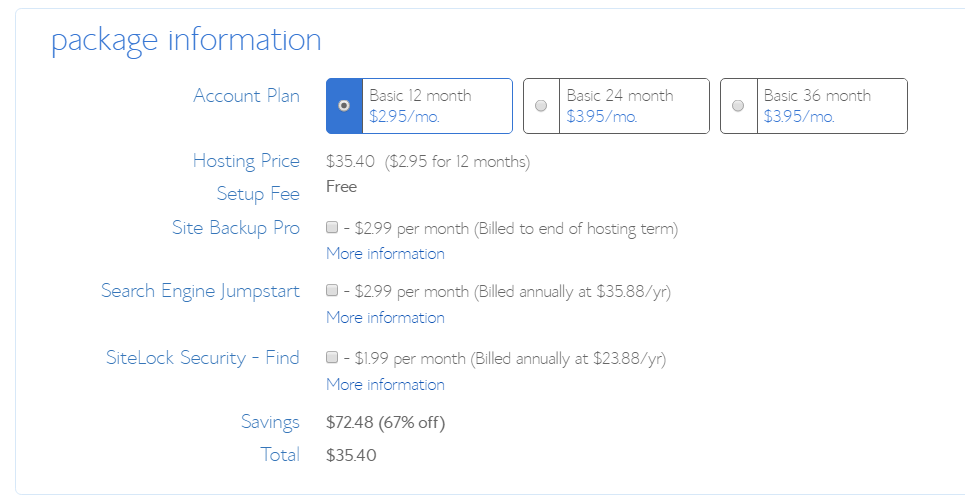 package information
Account Plan
Basic 12 month
$2.95/mo.
Basic 24 month
$3.95/mo.
Basic 36 month
$3.95/mo.
Hosting Price $35.40 ($2.95 for 12 months)
Setup Fee Free
Site Backup Pro - $2.99 per month (Billed to end of hosting term)
More information
Search Engine Jumpstart - $2.99 per month (Billed annually at $35.88/yr)
More information
SiteLock Security - Find - $1.99 per month (Billed annually at $23.88/yr)
More information
Savings $72.48 (67% off)
Total $35.40